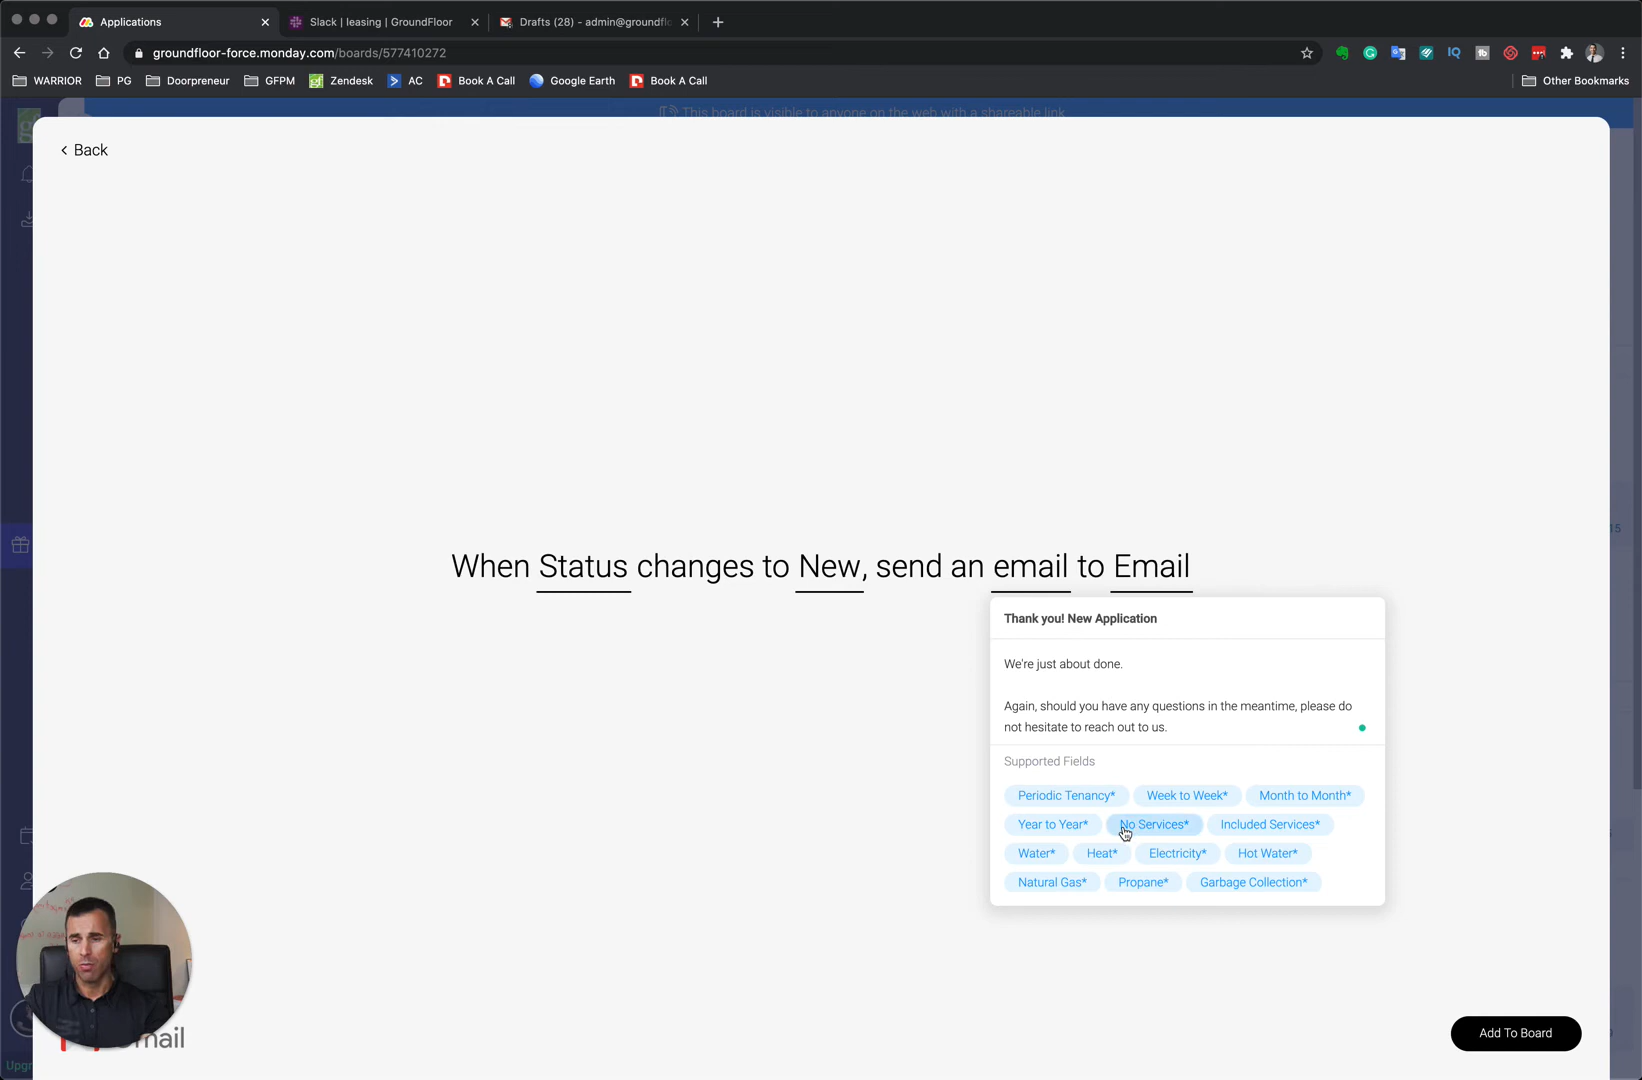 Applications
Slack | leasing | GroundFloor
Drafts (28) - admin@groundflo
groundfloor-force.monday.com/boards/577410272
WARRIOR
PG
Doorpreneur
GFPM
Zendesk
AC
Book A Call
Google Earth
Book A Call
Other Bookmarks
This board is visible to anyone on the web with a shareable link
Back
When Status changes to New, send an email to Email
Thank you! New Application
We're just about done.
Again, should you have any questions in the meantime, please do
not hesitate to reach out to us.
Supported Fields
Periodic Tenancy* Week to Week* Month to Month*
Year to Year* No Services* Included Services*
Water* Heat* Electricity* Hot Water*
Natural Gas* Propane* Garbage Collection*
Add To Board
mail
Upgr